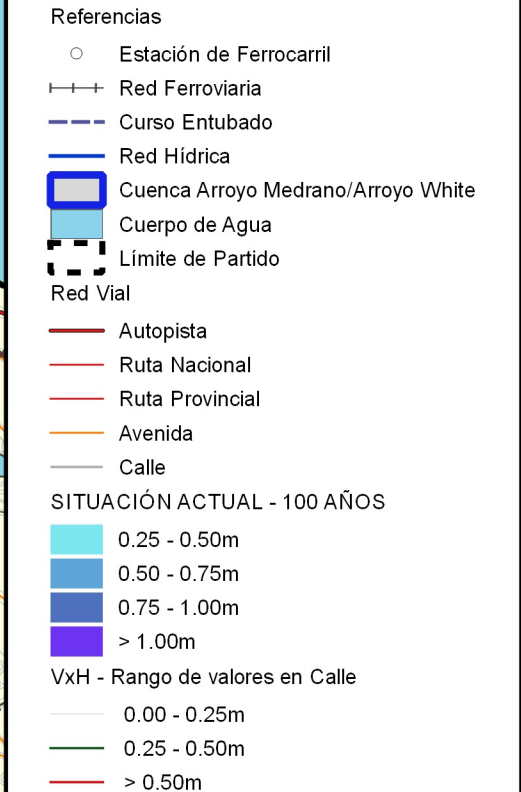 Referencias
Estación de Ferrocarril
Red Ferroviaria
Curso Entubado
Red Hídrica
Cuenca Arroyo Medrano/Arroyo White
Cuerpo de Agua
Límite de Partido
Red Vial
Autopista
Ruta Nacional
Ruta Provincial
Avenida
Calle
SITUACIÓN ACTUAL - 100 AÑOS
0.25 - 0.50m
0.50 - 0.75m
0.75 - 1.00m
> 1.00m
VxH - Rango de valores en Calle
0.00 - 0.25m
0.25 - 0.50m
> 0.50m